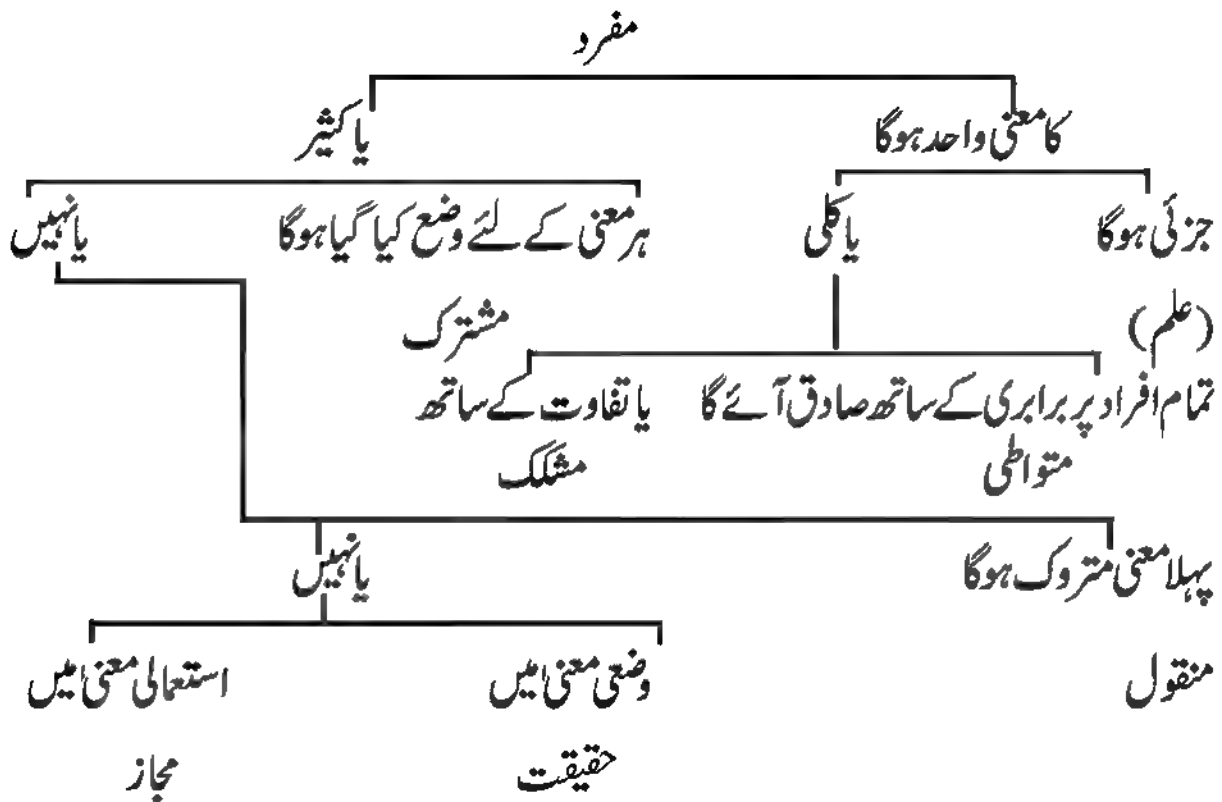 مفرد
کا معنی واحد ہوگا یا کثیر
جزئی ہوگا یا کلی ہر معنی کے لئے وضع کیا گیا ہوگا یا نہیں
(علم) مشترک
تمام افراد پر برابری کے ساتھ صادق آئے گا یا تفاوت کے ساتھ
متواطی مشکک
پہلا معنی متروک ہوگا یا نہیں
منقول وضعی معنی میں استعمالی معنی میں
حقیقت مجاز